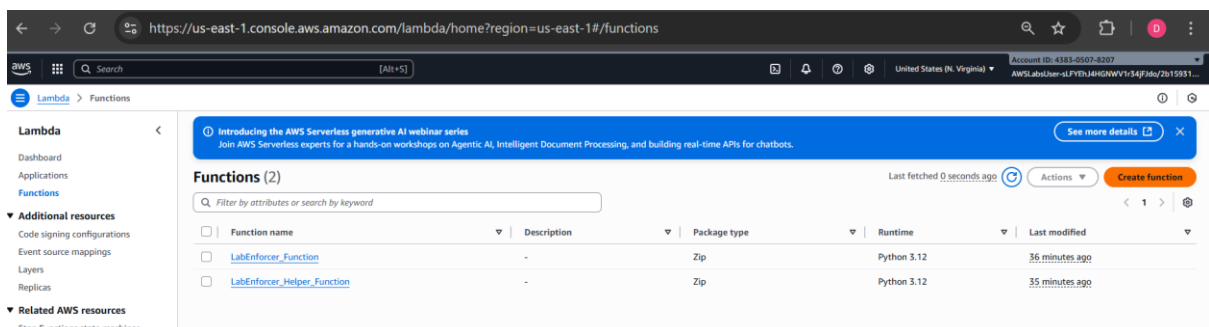 https://us-east-1.console.aws.amazon.com/lambda/home?region=us-east-1#/functions
D
aws
Search
[Alt+S]
United States (N. Virginia)
Account ID: 4383-0507-8207
Lambda > Functions
Lambda
Dashboard
Applications
Functions
Additional resources
Code signing configurations
Event source mappings
Layers
Replicas
Related AWS resources
Introducing the AWS Serverless generative AI webinar series
Join AWS Serverless experts for a hands-on workshops on Agentic AI, Intelligent Document Processing, and building real-time APIs for chatbots.
See more details
Functions (2)
Last fetched 0 seconds ago
Actions
Create function
Filter by attributes or search by keyword
1
Function name Description Package type Runtime Last modified
LabEnforcer_Function - Zip Python 3.12 36 minutes ago
LabEnforcer_Helper_Function - Zip Python 3.12 35 minutes ago